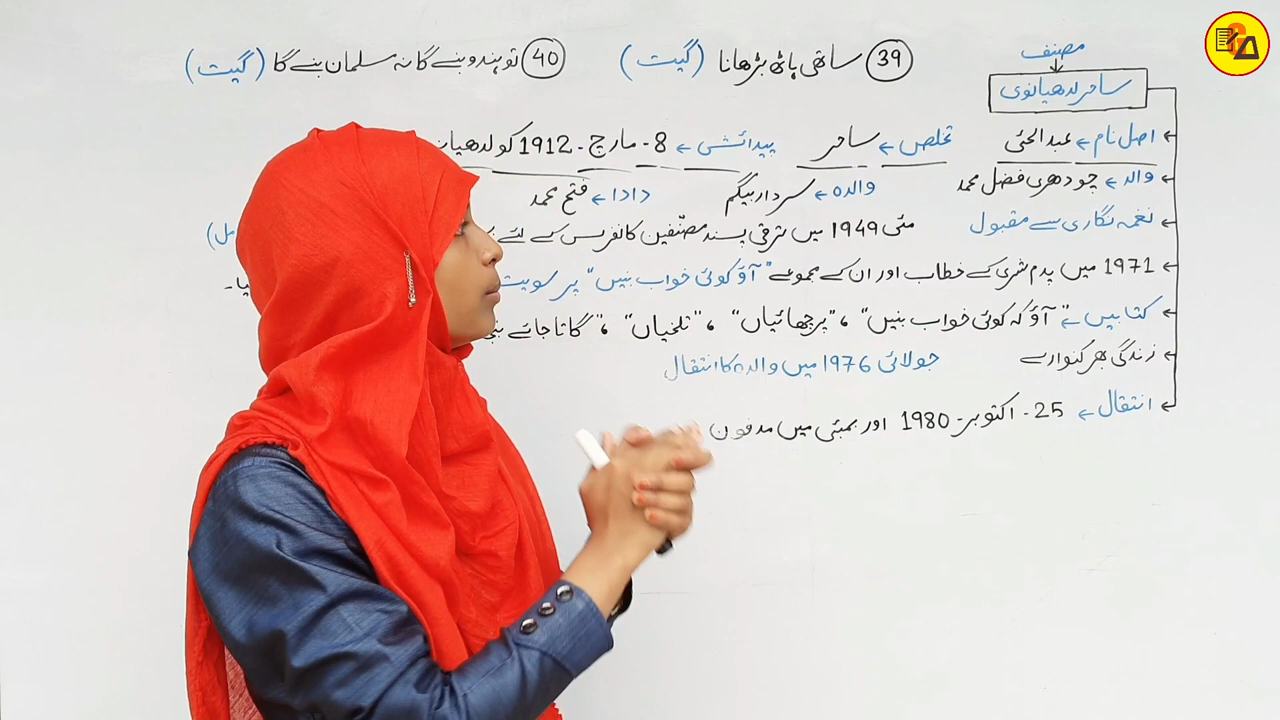 39 ساتھی ہاتھ بڑھانا (گیت) 40 تو ہندو بنے گا نہ مسلمان بنے گا (گیت)
مصنف
ساحر لدھیانوی
اصل نام ← عبدالحئی تخلص ← ساحر پیدائشی ← 8 - مارچ - 1912 کو لدھیانہ
والد ← چودھری فضل محمد والدہ ← سردار بیگم دادا ← فتح محمد
نغمہ نگاری سے مقبول مئی 1949 میں ترقی پسند مصنّفین کانفرنس کے لئے
1971 میں پدم شری کے خطاب اور ان کے مجموعے "آؤ کوئی خواب بنیں" پر سویت
کتابیں ← "آؤ کہ کوئی خواب بنیں"، "پرچھائیاں"، "تلخیاں"، "گاتا جائے
زندگی بھر کنوارے جولائی 1976 میں والدہ کا انتقال
انتقال ← 25 - اکتوبر - 1980 اور بمبئی میں مدفون